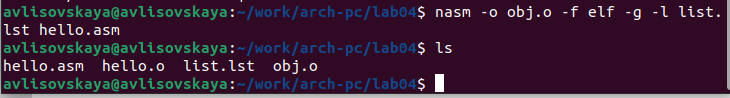 avlisovskaya@avlisovskaya:~/work/arch-pc/lab04$ nasm -o obj.o -f elf -g -l list.
lst hello.asm
avlisovskaya@avlisovskaya:~/work/arch-pc/lab04$ ls
hello.asm  hello.o  list.lst  obj.o
avlisovskaya@avlisovskaya:~/work/arch-pc/lab04$